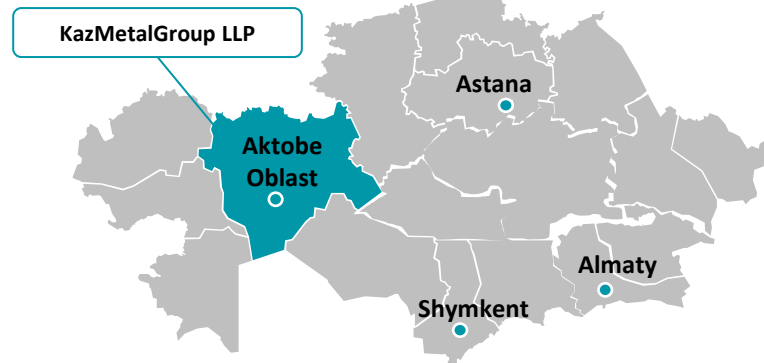 KazMetalGroup LLP
Astana
Aktobe
Oblast
Almaty
Shymkent